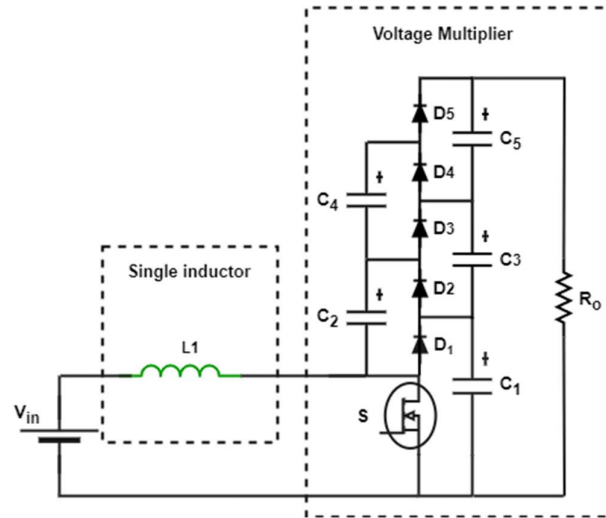 Voltage Multiplier
D5
C5
D4
C4
D3
C3
Single inductor
D2
C2
Ro
L1
D1
C1
Vin
S